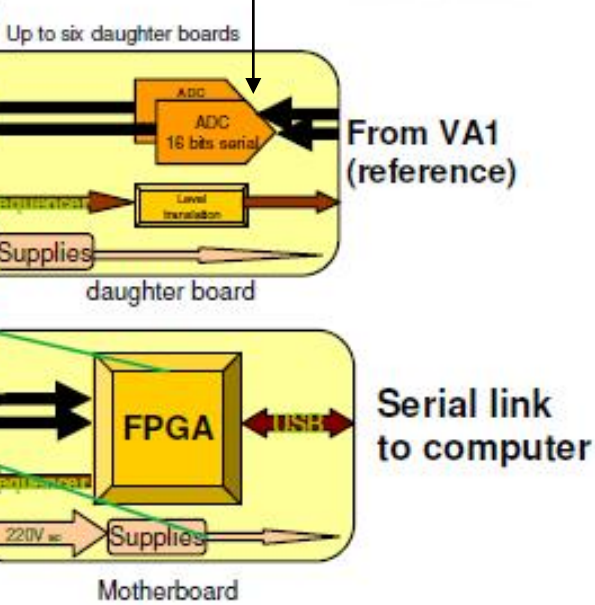 Up to six daughter boards
ADC
ADC
16 bits serial
From VA1
(reference)
Level
translation
Supplies
daughter board
FPGA
USB
Serial link
to computer
220V ac
Supplies
Motherboard